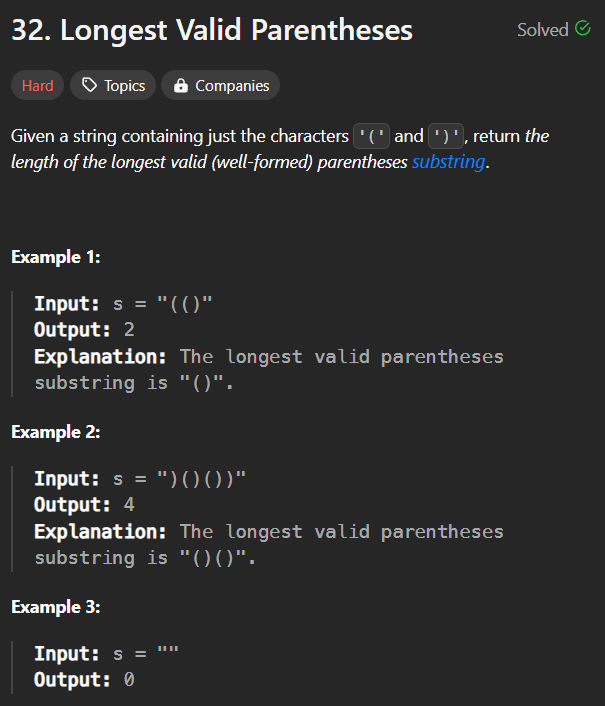 32. Longest Valid Parentheses
Solved
Hard
Topics
Companies
Given a string containing just the characters '(' and ')', return the
length of the longest valid (well-formed) parentheses substring.
Example 1:
Input: s = "(()"
Output: 2
Explanation: The longest valid parentheses
substring is "()".
Example 2:
Input: s = ")()())"
Output: 4
Explanation: The longest valid parentheses
substring is "()()".
Example 3:
Input: s = ""
Output: 0